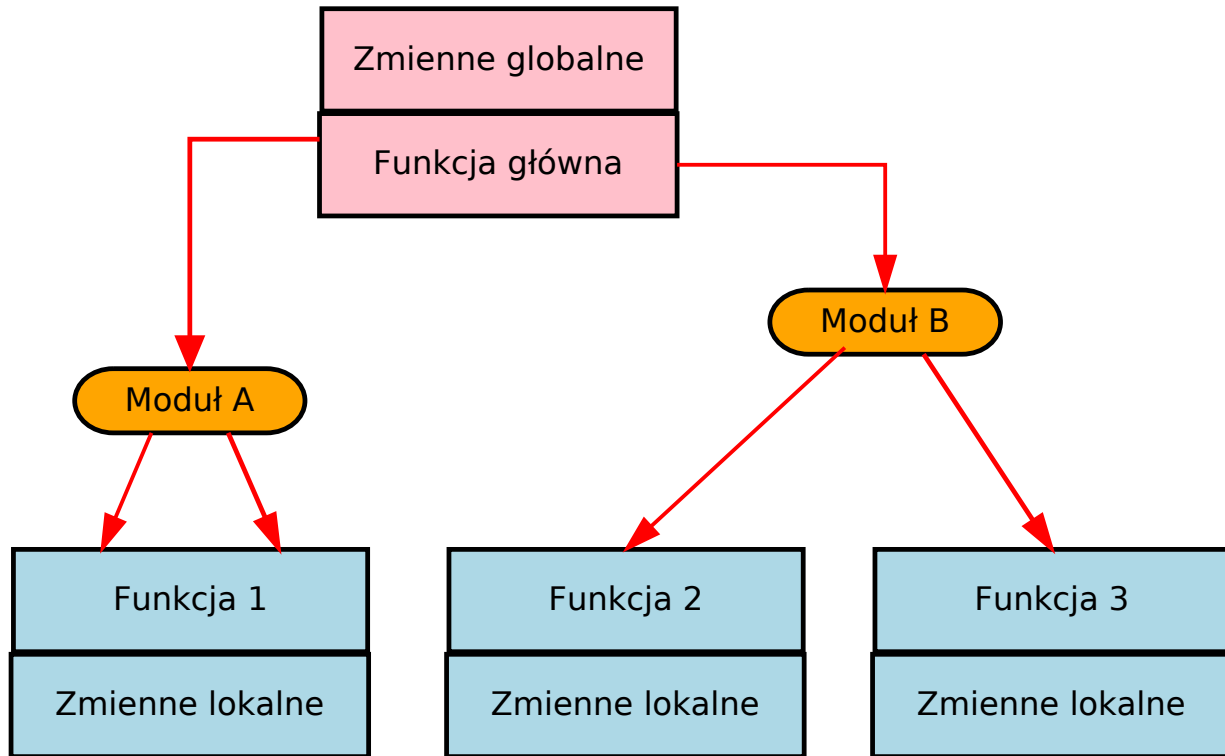 Zmienne globalne
Funkcja główna
Moduł B
Moduł A
Funkcja 1
Funkcja 2
Funkcja 3
Zmienne lokalne
Zmienne lokalne
Zmienne lokalne